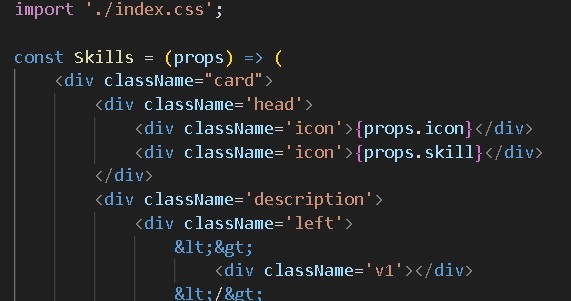 import './index.css';
const Skills = (props) => (
<div className="card">
<div className='head'>
<div className='icon'>{props.icon}</div>
<div className='icon'>{props.skill}</div>
</div>
<div className='description'>
<div className='left'>
&lt;&gt;
<div className='v1'></div>
&lt;/&gt;